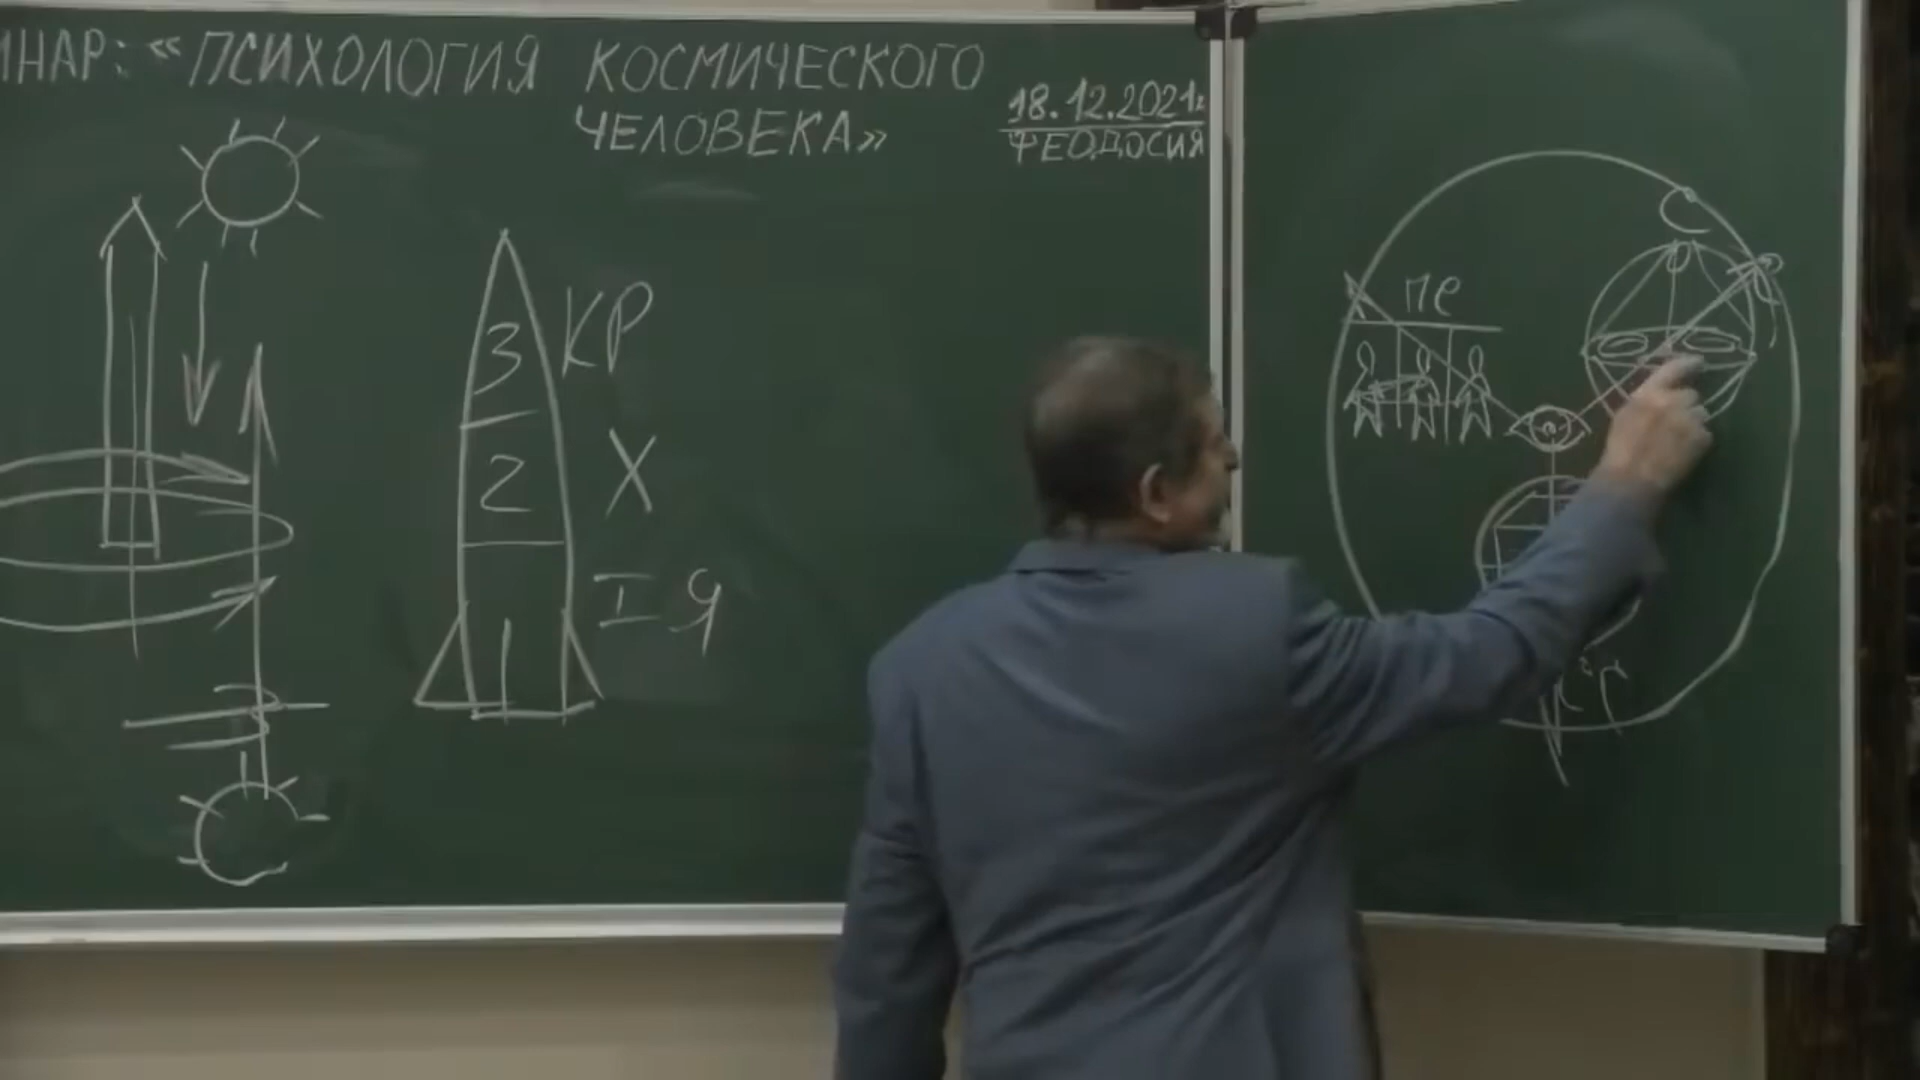 ИНАР: «ПСИХОЛОГИЯ КОСМИЧЕСКОГО
ЧЕЛОВЕКА»
18.12.2021г
ФЕОДОСИЯ
3 КР
2 Х
1 I Я
пе